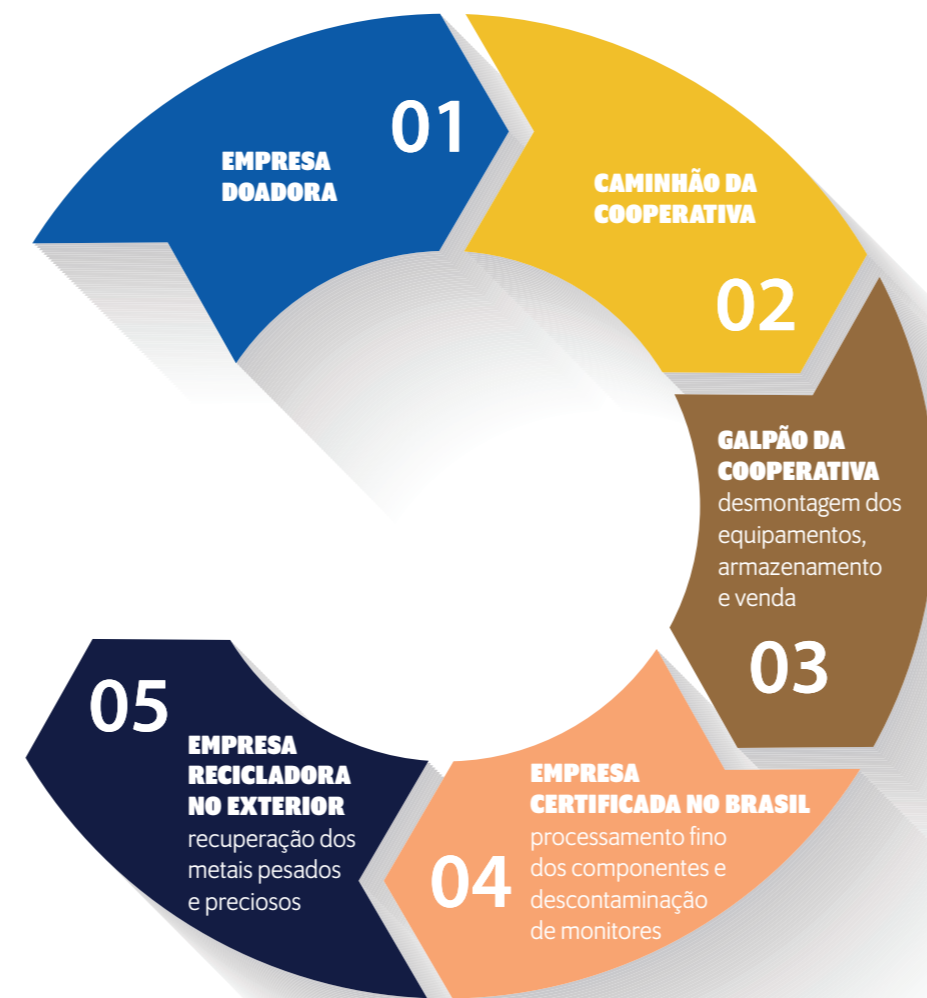 01
EMPRESA
DOADORA
CAMINHÃO DA
COOPERATIVA
02
GALPÃO DA
COOPERATIVA
desmontagem dos
equipamentos,
armazenamento
e venda
03
EMPRESA
CERTIFICADA NO BRASIL
processamento fino
dos componentes e
descontaminação
de monitores
04
05
EMPRESA
RECICLADORA
NO EXTERIOR
recuperação dos
metais pesados
e preciosos